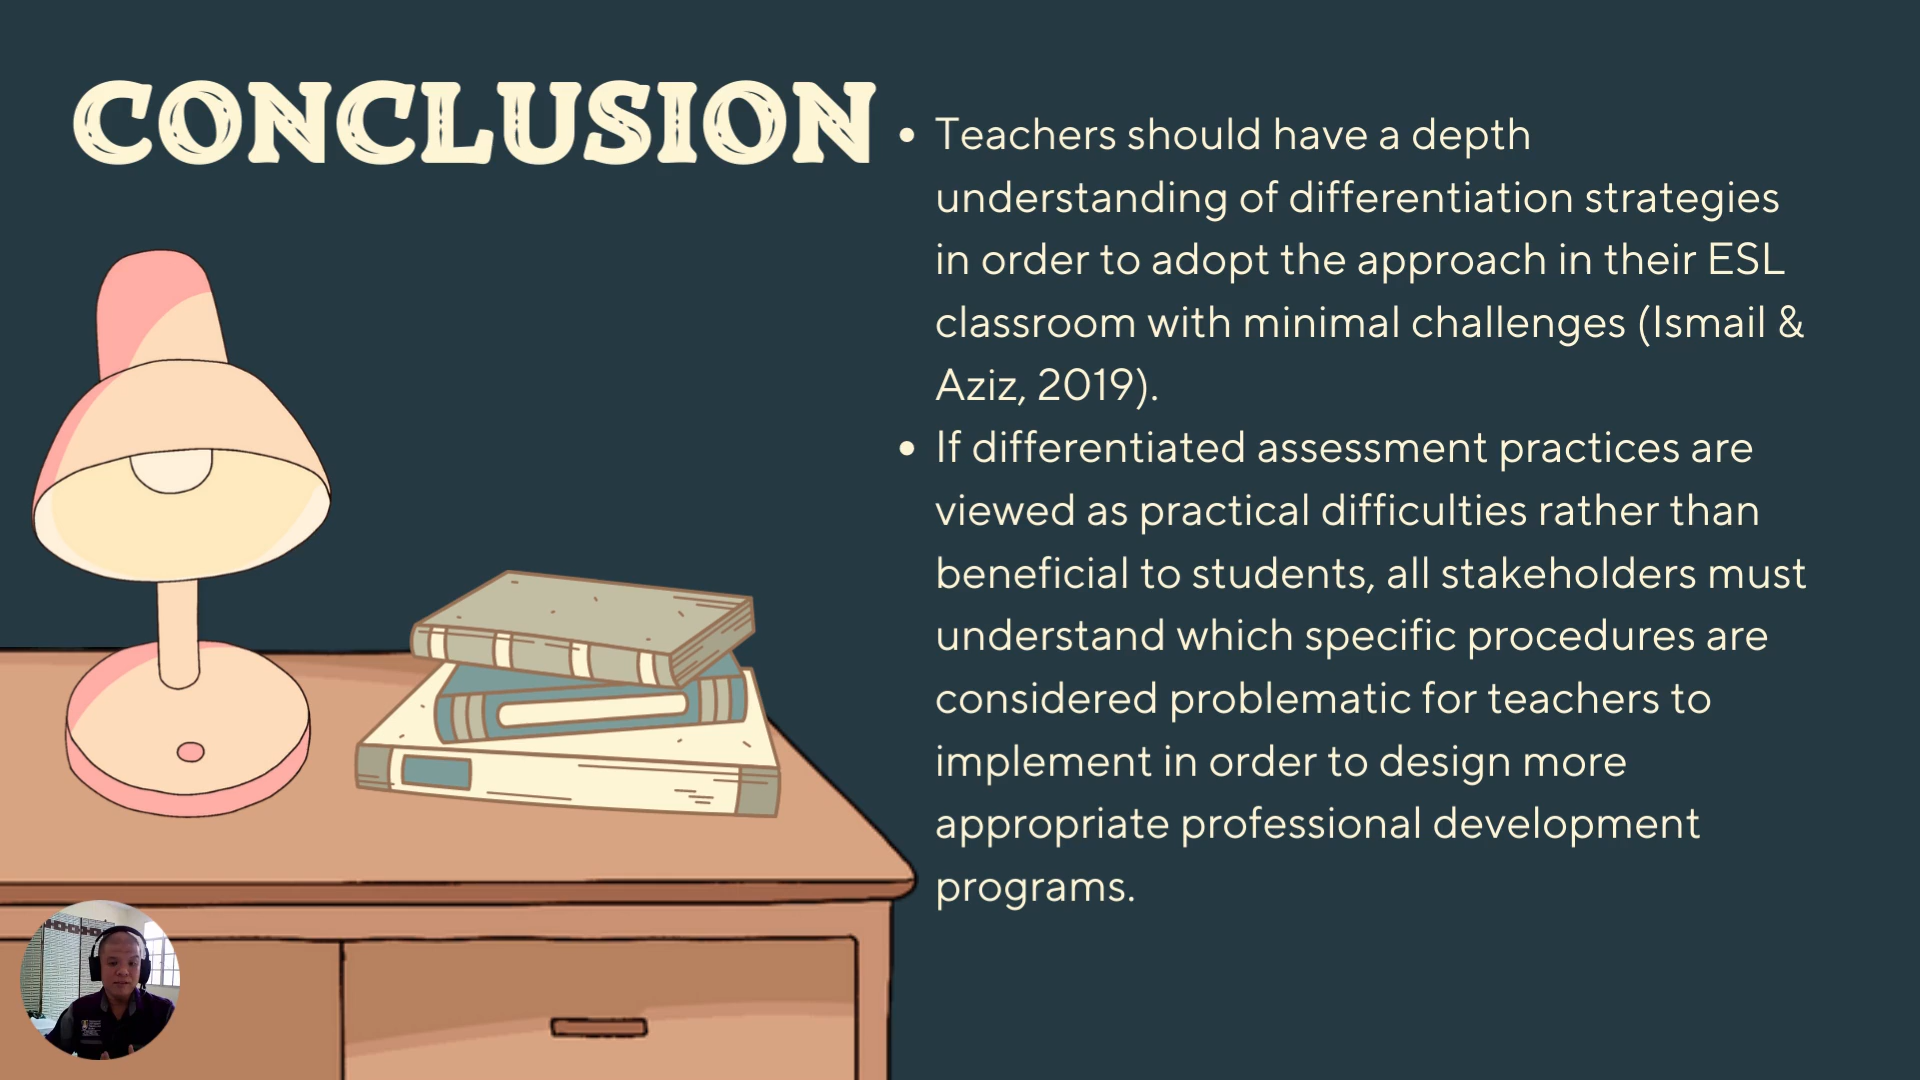 CONCLUSION
• Teachers should have a depth
understanding of differentiation strategies
in order to adopt the approach in their ESL
classroom with minimal challenges (Ismail &
Aziz, 2019).
• If differentiated assessment practices are
viewed as practical difficulties rather than
beneficial to students, all stakeholders must
understand which specific procedures are
considered problematic for teachers to
implement in order to design more
appropriate professional development
programs.